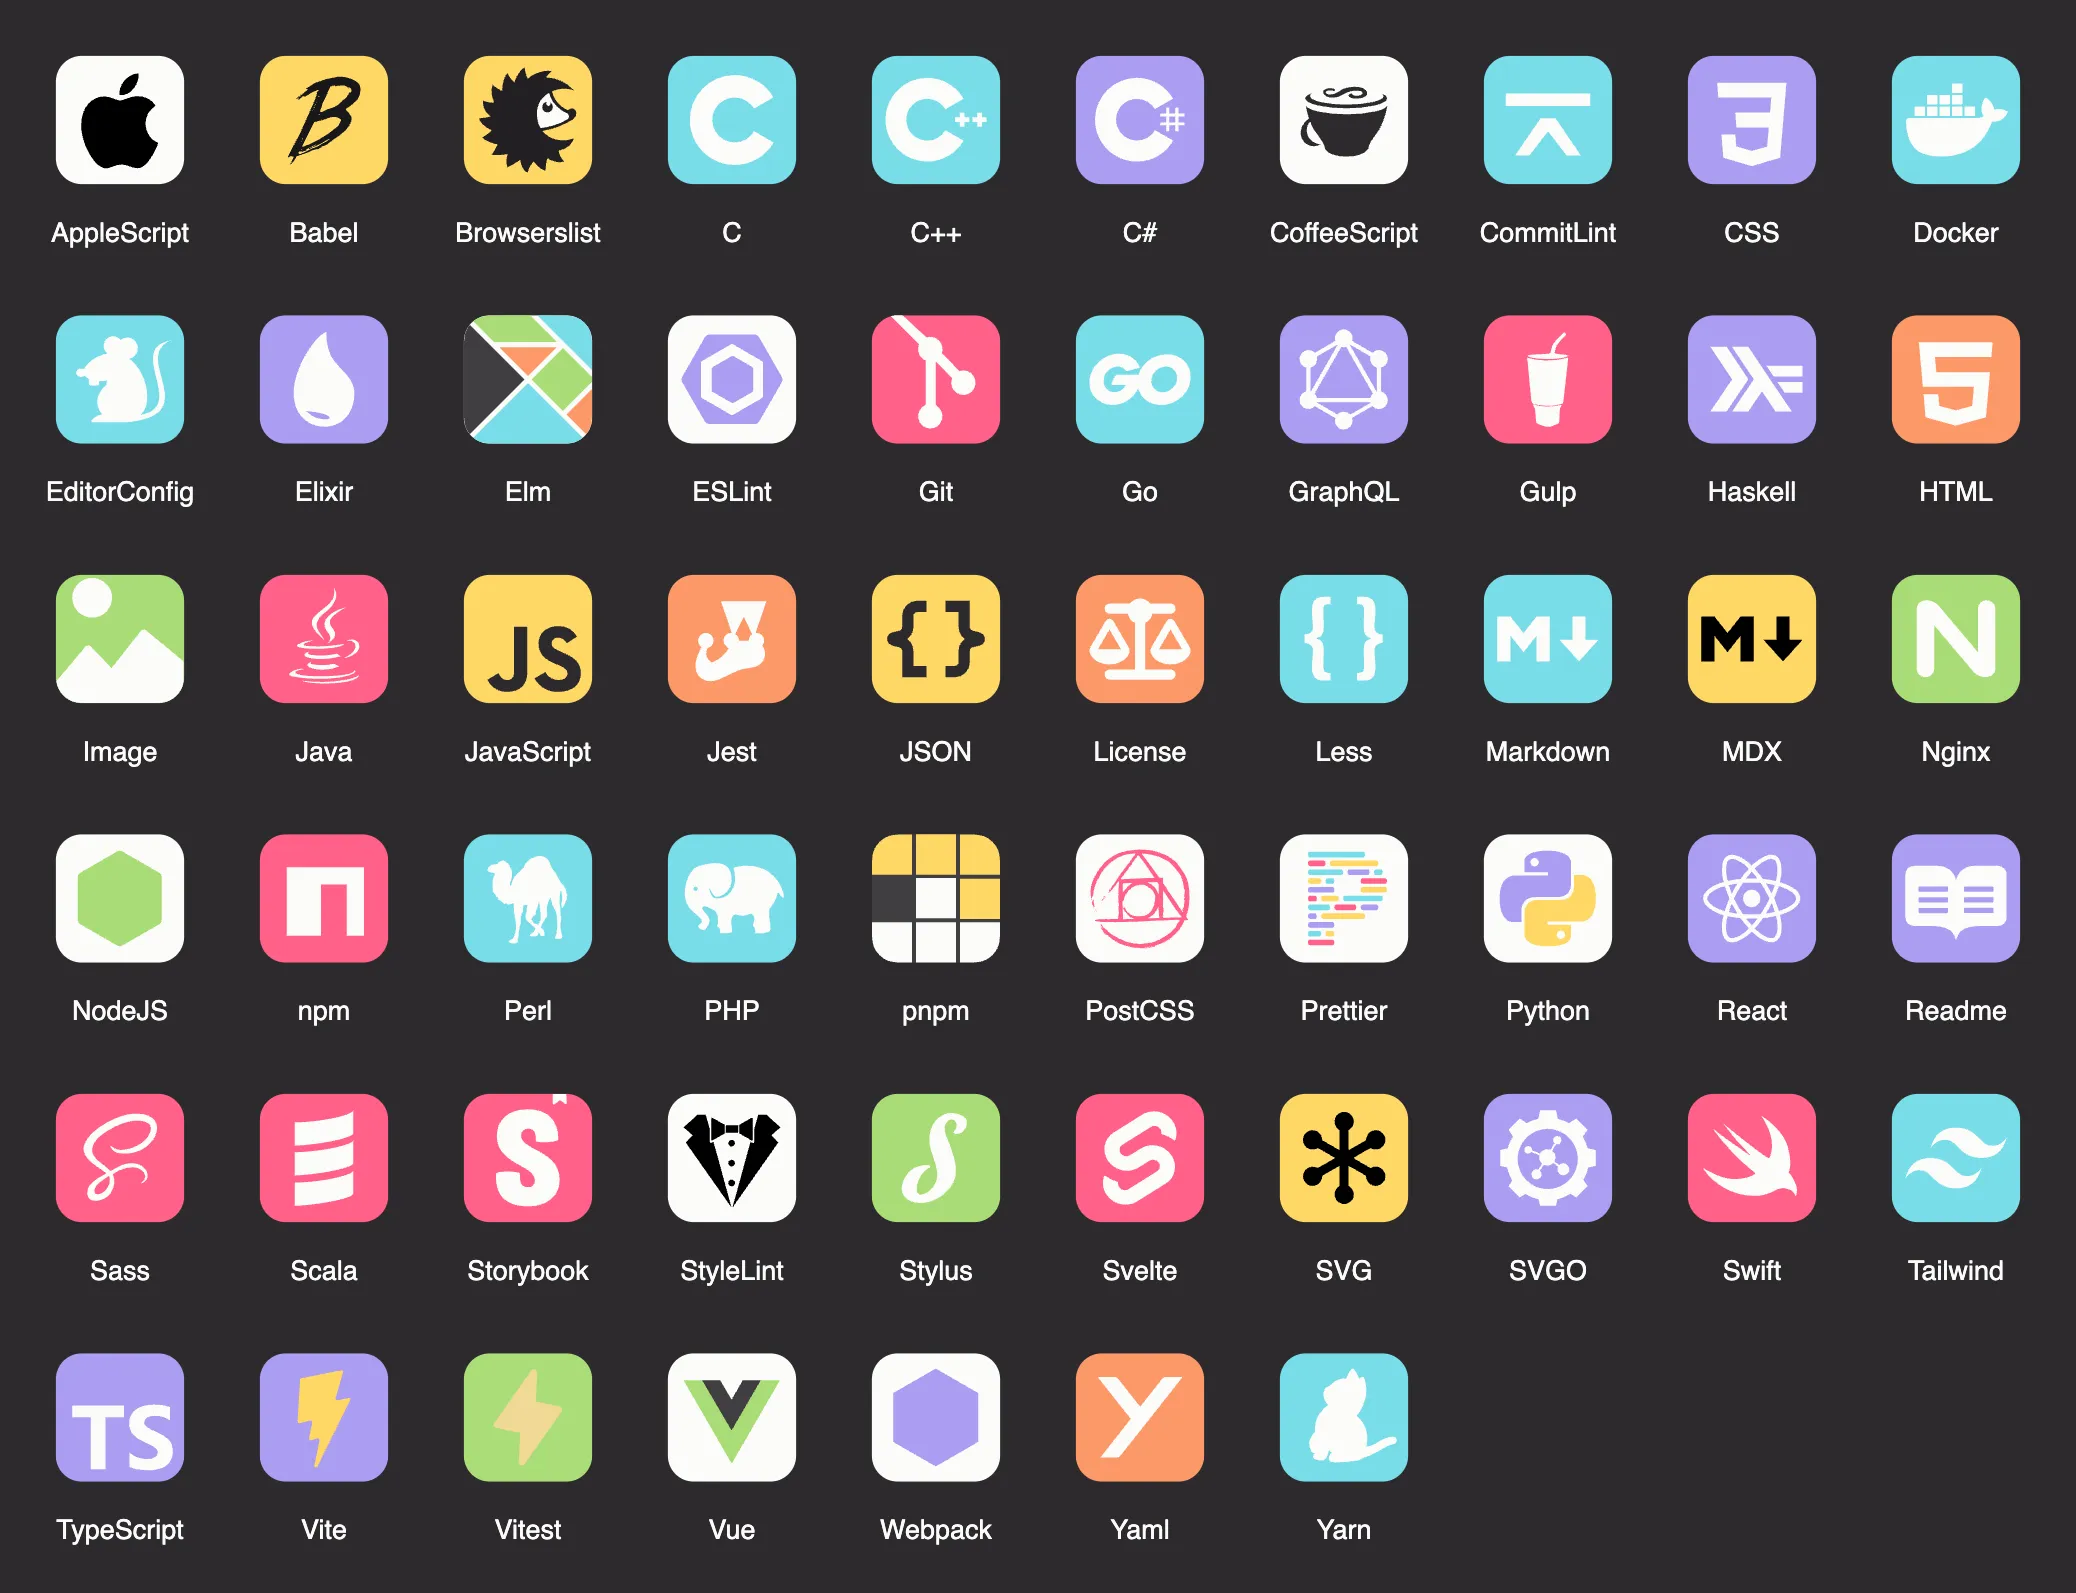 AppleScript Babel Browserslist C C++ C# CoffeeScript CommitLint CSS Docker
GO
EditorConfig Elixir Elm ESLint Git Go GraphQL Gulp Haskell HTML
JS {} { } M M N
Image Java JavaScript Jest JSON License Less Markdown MDX Nginx
NodeJS npm Perl PHP pnpm PostCSS Prettier Python React Readme
Sass Scala Storybook StyleLint Stylus Svelte SVG SVGO Swift Tailwind
TS
TypeScript Vite Vitest Vue Webpack Yaml Yarn